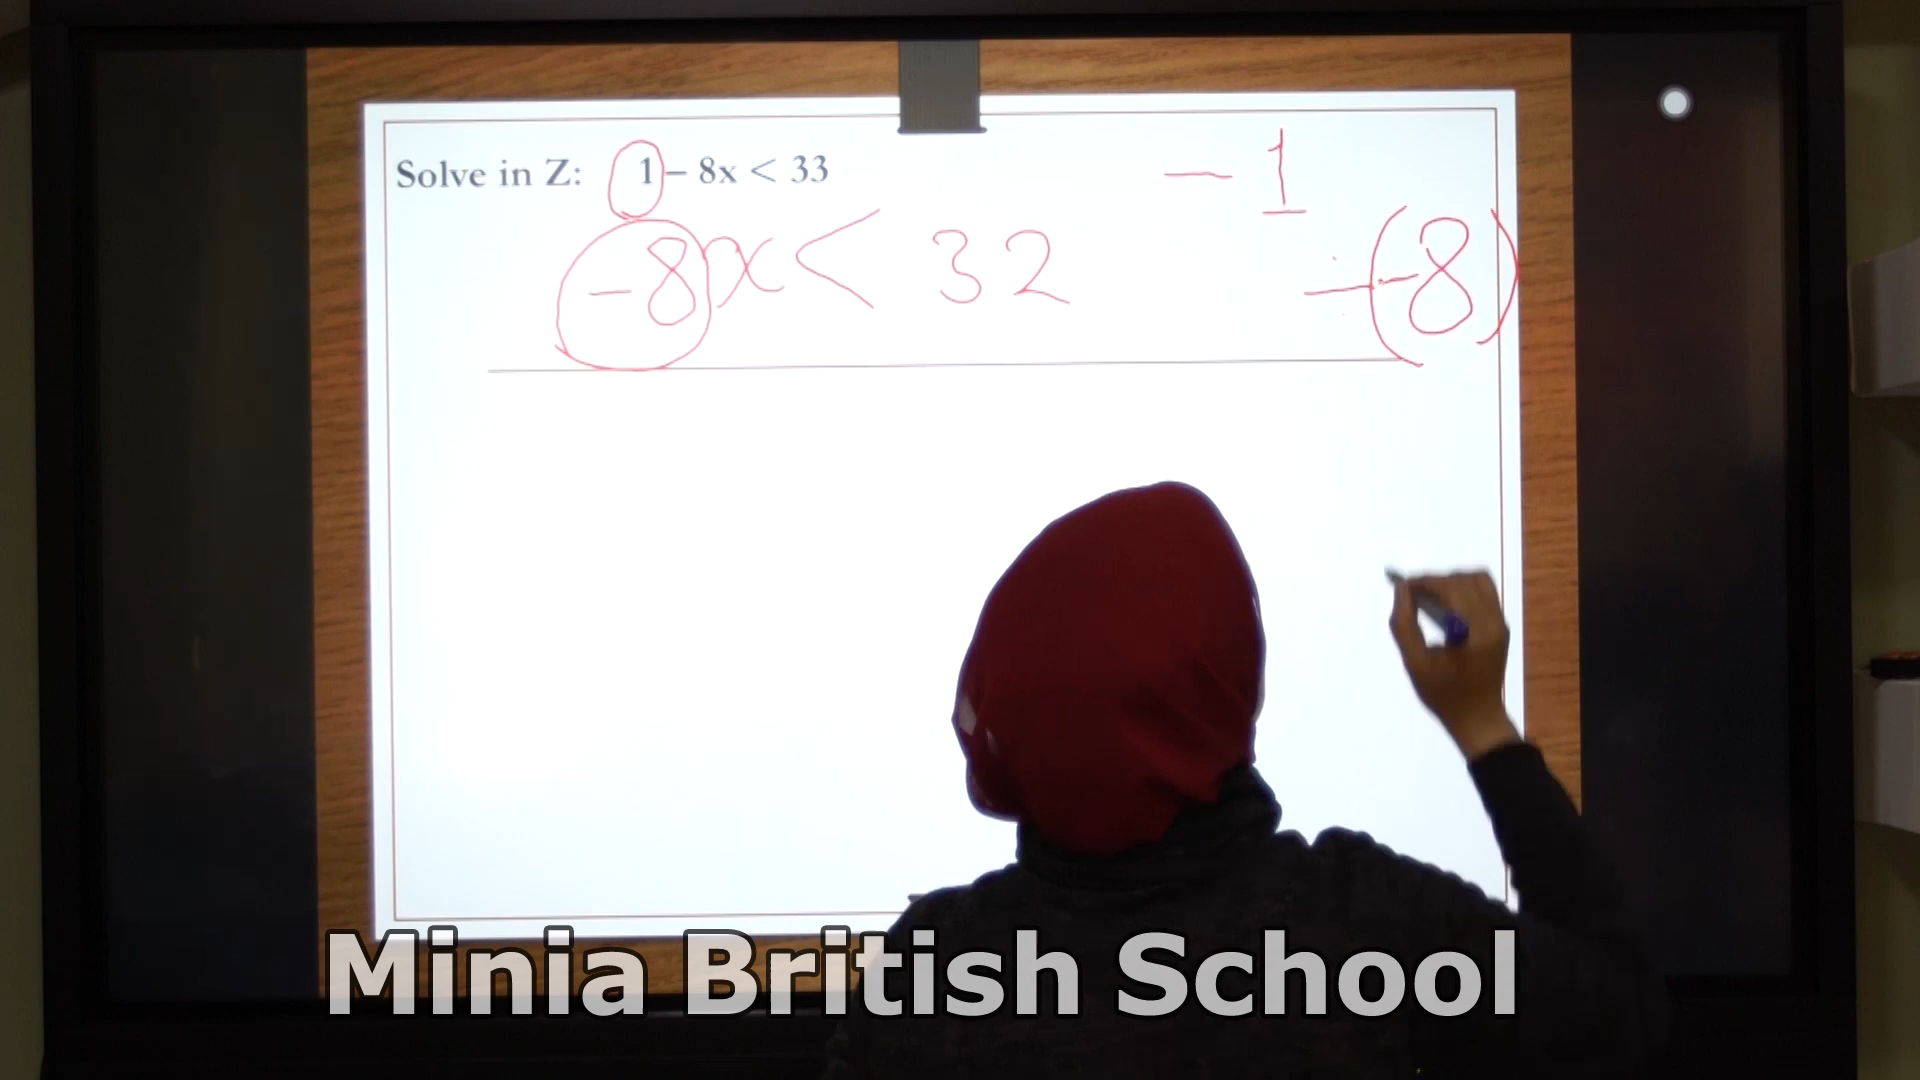 Solve in Z: 1 – 8x < 33
– 1
-8x < 32
÷(-8)
Minia British School